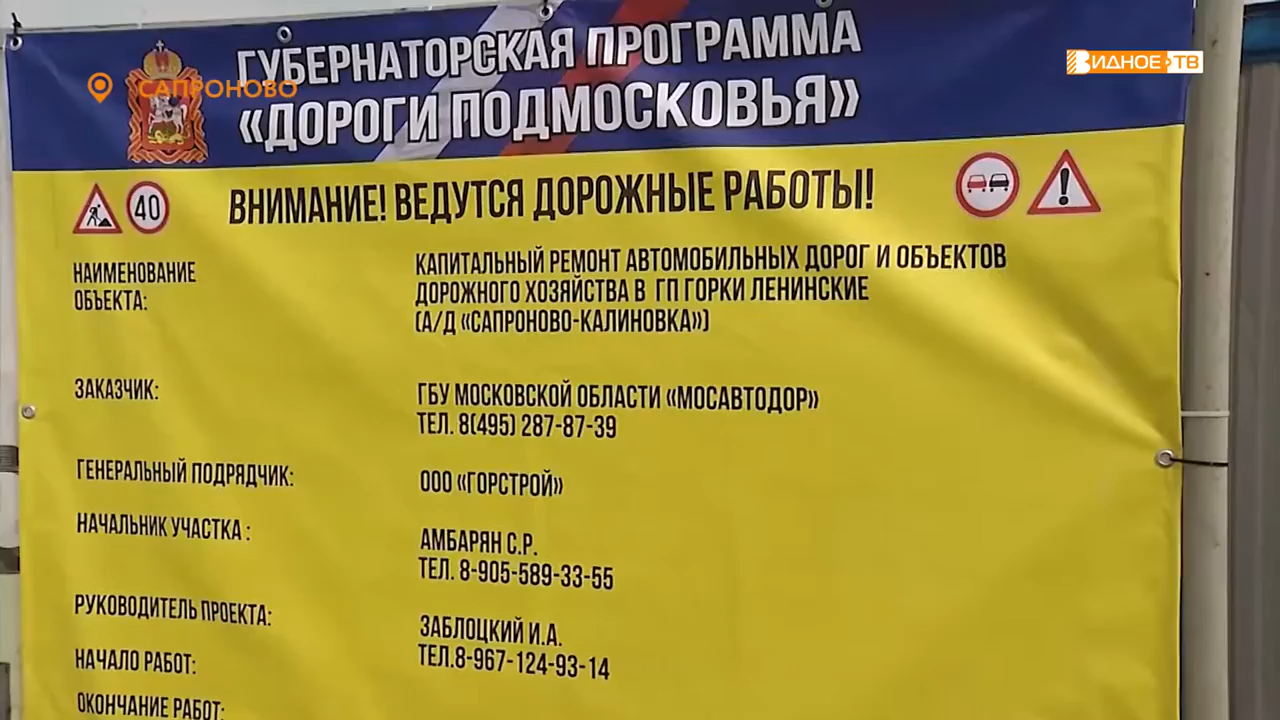 ГУБЕРНАТОРСКАЯ ПРОГРАММА
САПРОНОВО
«ДОРОГИ ПОДМОСКОВЬЯ»
ВИДНОЕ ТВ
40
ВНИМАНИЕ! ВЕДУТСЯ ДОРОЖНЫЕ РАБОТЫ!
НАИМЕНОВАНИЕ
ОБЪЕКТА:
КАПИТАЛЬНЫЙ РЕМОНТ АВТОМОБИЛЬНЫХ ДОРОГ И ОБЪЕКТОВ
ДОРОЖНОГО ХОЗЯЙСТВА В ГП ГОРКИ ЛЕНИНСКИЕ
(А/Д «САПРОНОВО-КАЛИНОВКА»)
ЗАКАЗЧИК:
ГБУ МОСКОВСКОЙ ОБЛАСТИ «МОСАВТОДОР»
ТЕЛ. 8(495) 287-87-39
ГЕНЕРАЛЬНЫЙ ПОДРЯДЧИК:
ООО «ГОРСТРОЙ»
НАЧАЛЬНИК УЧАСТКА :
АМБАРЯН С.Р.
ТЕЛ. 8-905-589-33-55
РУКОВОДИТЕЛЬ ПРОЕКТА:
ЗАБЛОЦКИЙ И.А.
ТЕЛ.8-967-124-93-14
НАЧАЛО РАБОТ:
ОКОНЧАНИЕ РАБОТ: